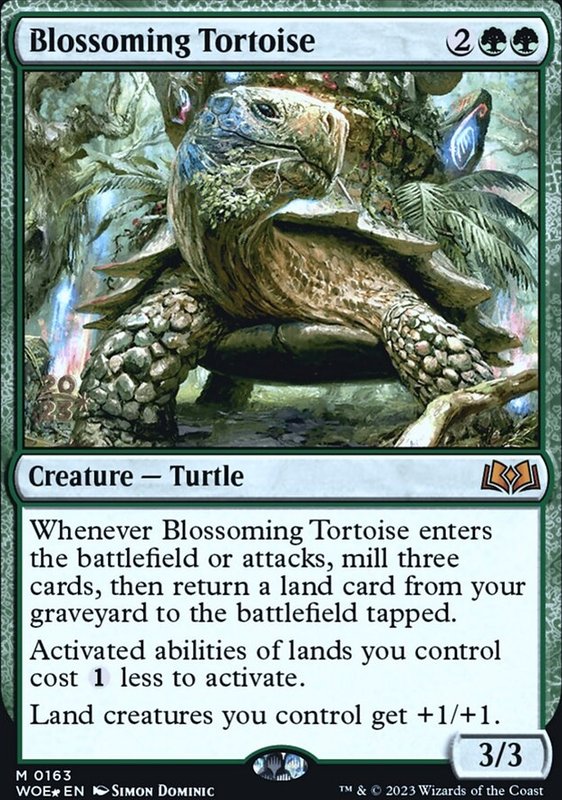 Blossoming Tortoise 2
20
23
Creature — Turtle
Whenever Blossoming Tortoise enters
the battlefield or attacks, mill three
cards, then return a land card from your
graveyard to the battlefield tapped.
Activated abilities of lands you control
cost 1 less to activate.
Land creatures you control get +1/+1.
3/3
M 0163
WOE★EN SIMON DOMINIC
™ & © 2023 Wizards of the Coast